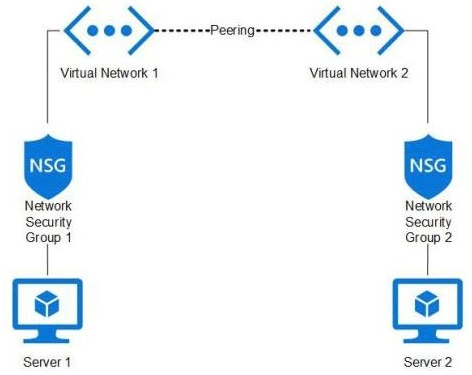 Peering
Virtual Network 1
Virtual Network 2
NSG
Network
Security
Group 1
NSG
Network
Security
Group 2
Server 1
Server 2